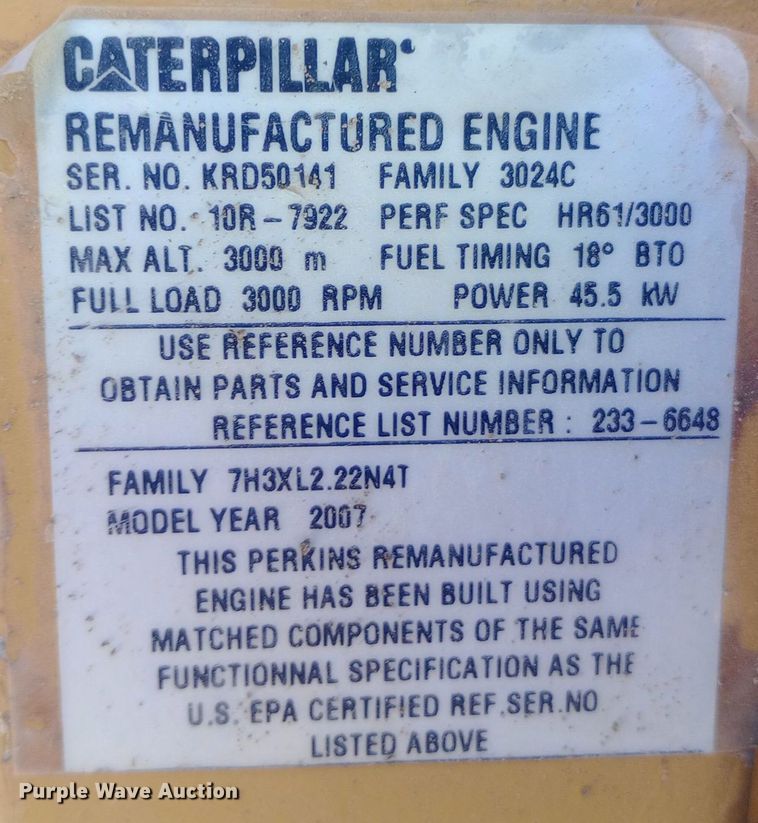 CATERPILLAR
REMANUFACTURED ENGINE
SER. NO. KRD50141 FAMILY 3024C
LIST NO. 10R-7922 PERF SPEC HR61/3000
MAX ALT. 3000 m FUEL TIMING 18° BTO
FULL LOAD 3000 RPM POWER 45.5 kW
USE REFERENCE NUMBER ONLY TO
OBTAIN PARTS AND SERVICE INFORMATION
REFERENCE LIST NUMBER : 233-6648
FAMILY 7H3XL2.22N4T
MODEL YEAR 2007
THIS PERKINS REMANUFACTURED
ENGINE HAS BEEN BUILT USING
MATCHED COMPONENTS OF THE SAME
FUNCTIONNAL SPECIFICATION AS THE
U.S. EPA CERTIFIED REF.SER.NO
LISTED ABOVE
Purple Wave Auction